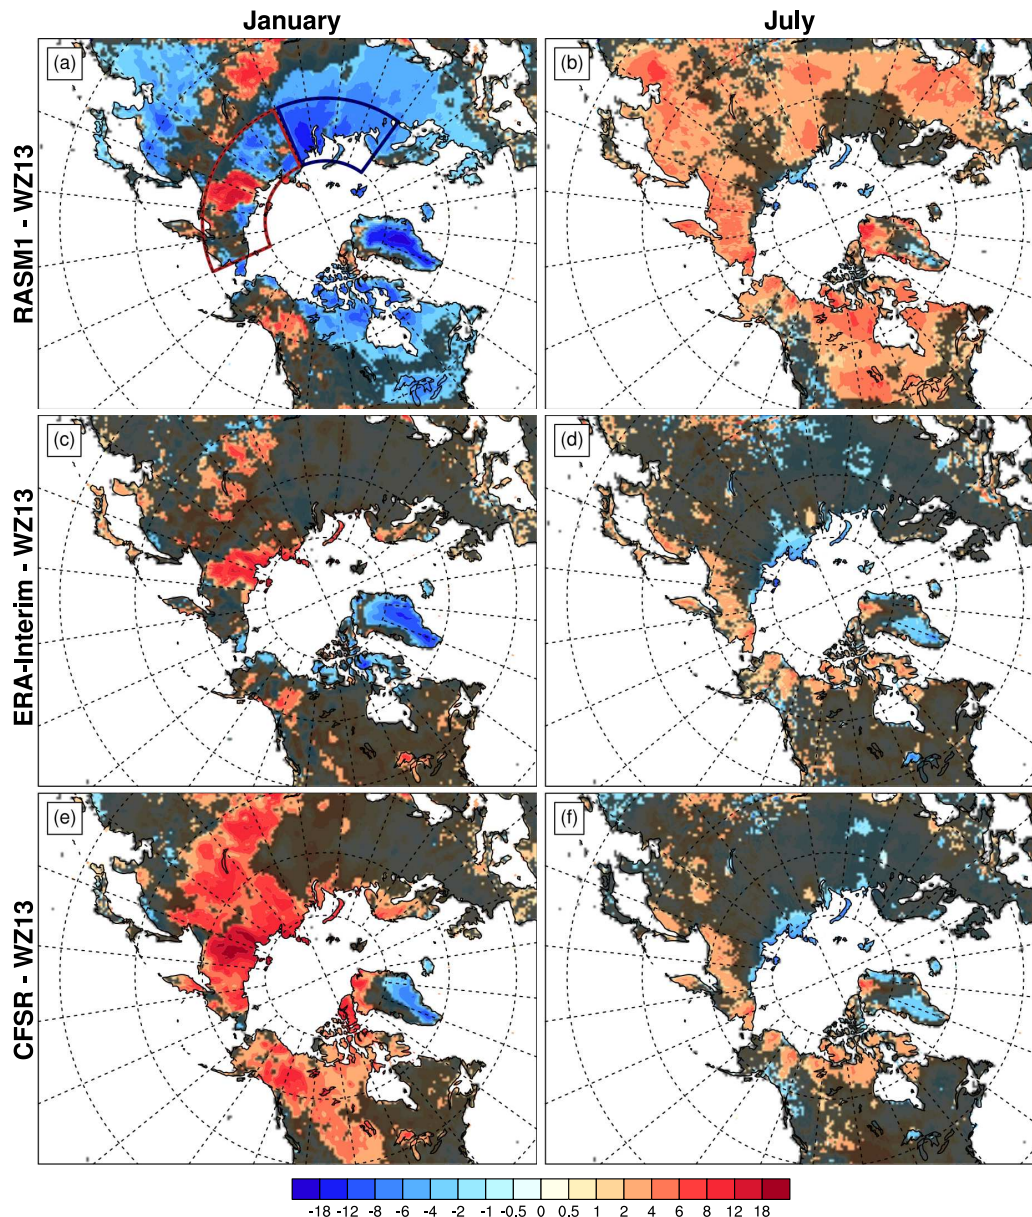 January
July
RASM1 - WZ13
(a)
(b)
ERA-Interim - WZ13
(c)
(d)
CFSR - WZ13
(e)
(f)
-18 -12 -8 -6 -4 -2 -1 -0.5 0 0.5 1 2 4 6 8 12 18